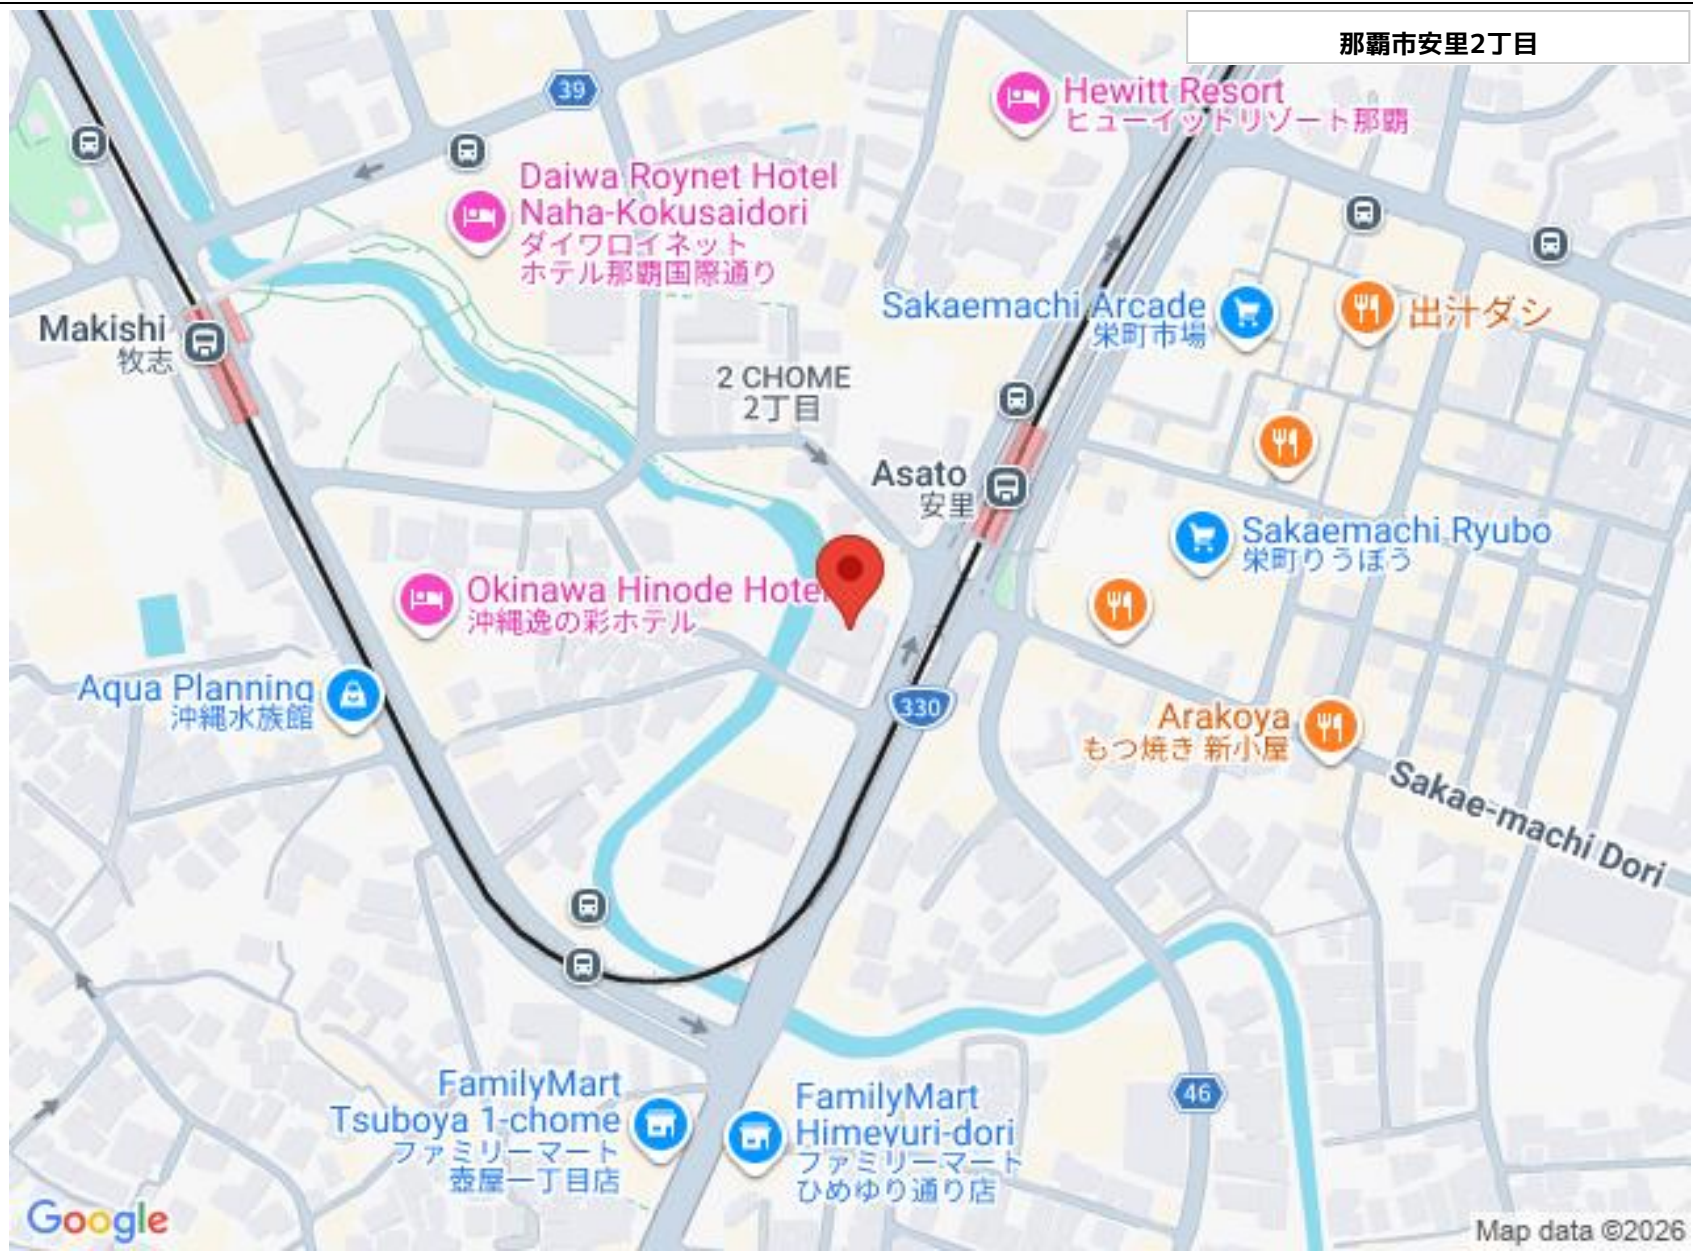 那覇市安里2丁目
39
Hewitt Resort
ヒューイットリゾート那覇
Daiwa Roynet Hotel
Naha-Kokusaidori
ダイワロイネット
ホテル那覇国際通り
Sakaemachi Arcade
栄町市場
出汁ダシ
Makishi
牧志
2 CHOME
2丁目
Asato
安里
Sakaemachi Ryubo
栄町りうぼう
Okinawa Hinode Hotel
沖縄逸の彩ホテル
Aqua Planning
沖縄水族館
330
Arakoya
もつ焼き 新小屋
Sakae-machi Dori
FamilyMart
Tsuboya 1-chome
ファミリーマート
壺屋一丁目店
FamilyMart
Himeyuri-dori
ファミリーマート
ひめゆり通り店
46
Google
Map data ©2026